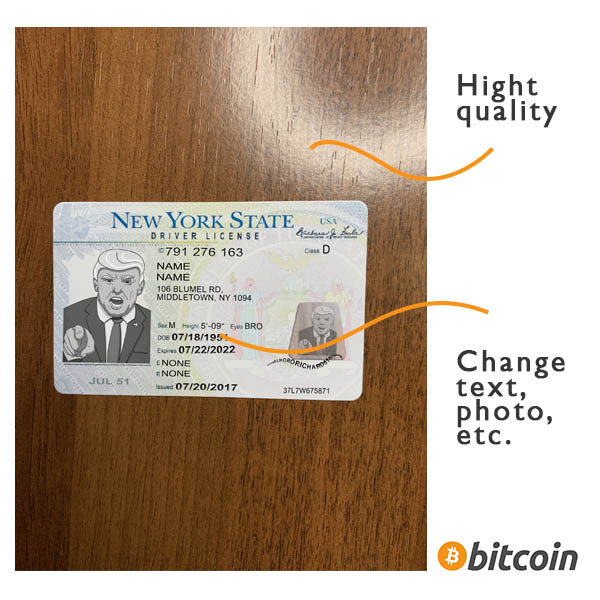 Hight
quality
NEW YORK STATE
USA
DRIVER LICENSE
ID 791 276 163
Class D
NAME
NAME
106 BLUMEL RD,
MIDDLETOWN, NY 1094
Sex M Height 5'-09" Eyes BRO
DOB 07/18/1951
Expires 07/22/2022
E NONE
R NONE
JUL 51
Issued 07/20/2017
37L7W675871
Change
text,
photo,
etc.
bitcoin